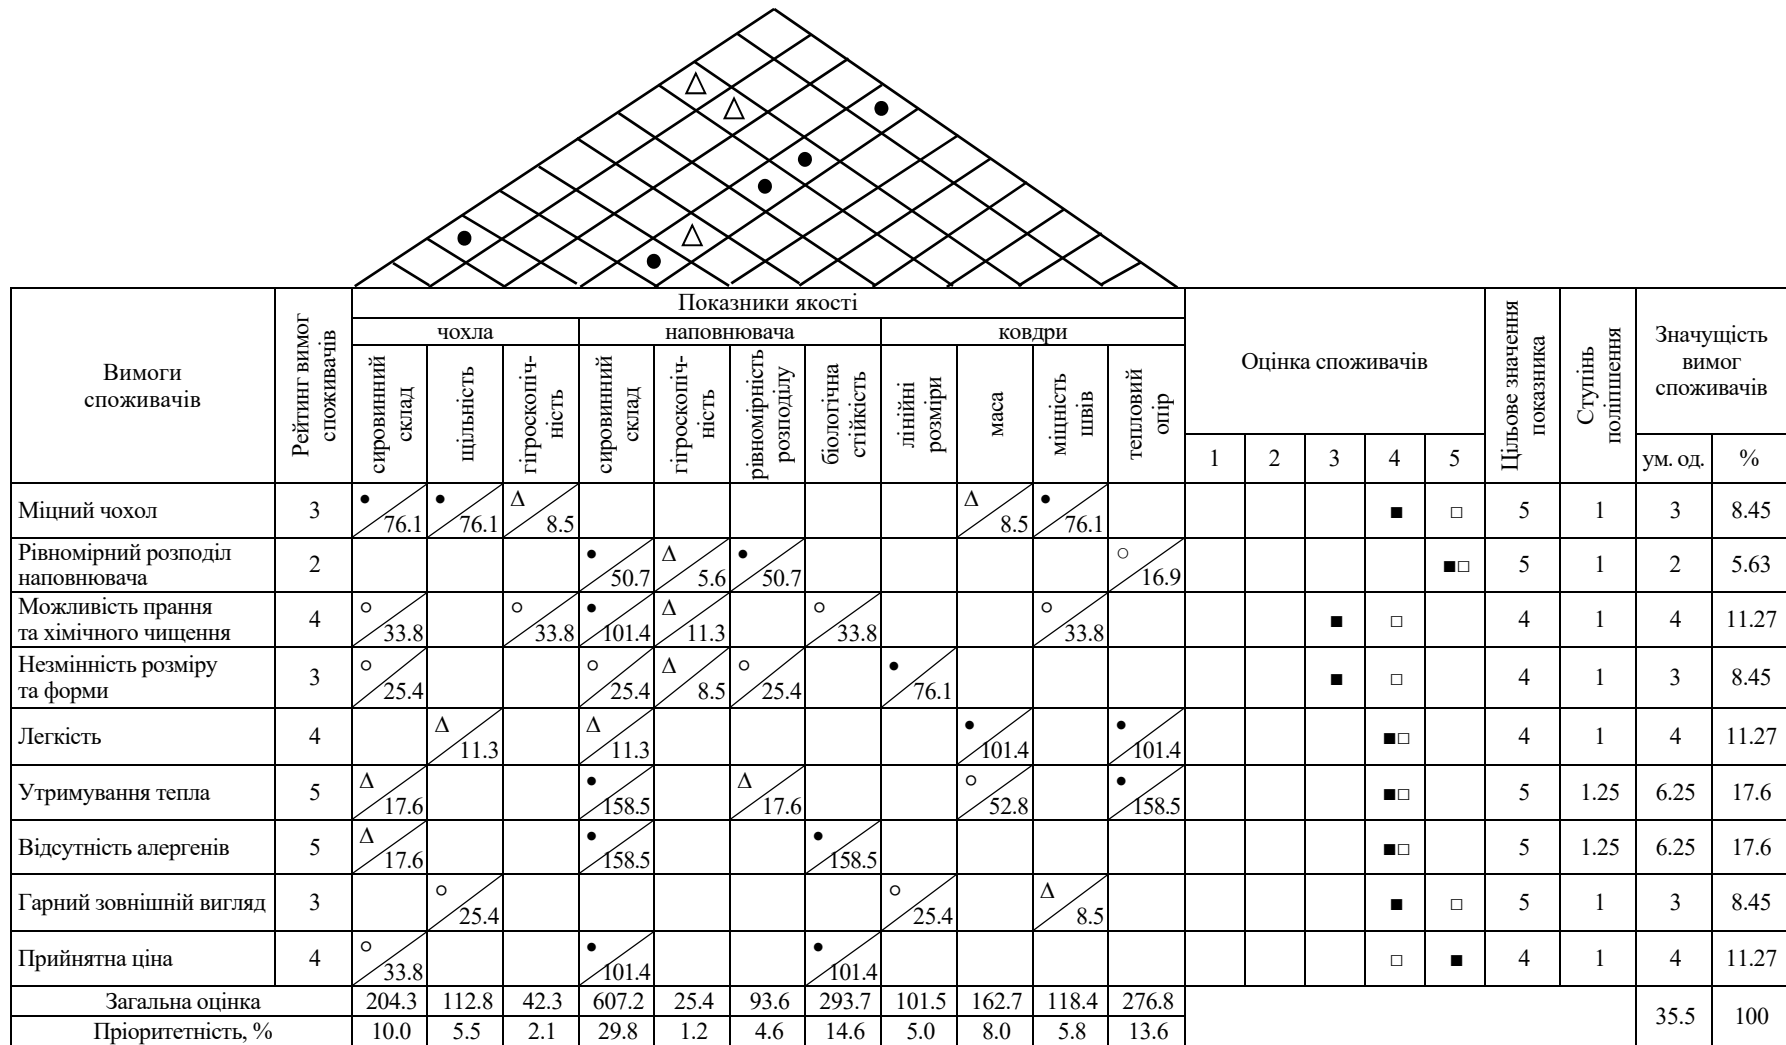 Вимоги
споживачів
Рейтинг вимог
споживачів
Показники якості
чохла
наповнювача
ковдри
сировинний
склад
щільність
гігроскопіч-
ність
сировинний
склад
гігроскопіч-
ність
рівномірність
розподілу
біологічна
стійкість
лінійні
розміри
маса
міцність
швів
тепловий
опір
Оцінка споживачів
1 2 3 4 5
Цільове значення
показника
Ступінь
поліпшення
Значущість
вимог
споживачів
ум. од. %
Міцний чохол 3 ● 76.1 ● 76.1 Δ 8.5 Δ 8.5 ● 76.1 ■ □ 5 1 3 8.45
Рівномірний розподіл
наповнювача 2 ● 50.7 Δ 5.6 ● 50.7 ○ 16.9 ■□ 5 1 2 5.63
Можливість прання
та хімічного чищення 4 ○ 33.8 ○ 33.8 ● 101.4 Δ 11.3 ○ 33.8 ○ 33.8 ■ □ 4 1 4 11.27
Незмінність розміру
та форми 3 ○ 25.4 ○ 25.4 Δ 8.5 ○ 25.4 ● 76.1 ■ □ 4 1 3 8.45
Легкість 4 Δ 11.3 Δ 11.3 ● 101.4 ● 101.4 ■□ 4 1 4 11.27
Утримування тепла 5 Δ 17.6 ● 158.5 Δ 17.6 ○ 52.8 ● 158.5 ■□ 5 1.25 6.25 17.6
Відсутність алергенів 5 Δ 17.6 ● 158.5 ● 158.5 ■□ 5 1.25 6.25 17.6
Гарний зовнішній вигляд 3 ○ 25.4 ○ 25.4 Δ 8.5 ■ □ 5 1 3 8.45
Прийнятна ціна 4 ○ 33.8 ● 101.4 ● 101.4 □ ■ 4 1 4 11.27
Загальна оцінка 204.3 112.8 42.3 607.2 25.4 93.6 293.7 101.5 162.7 118.4 276.8
Пріоритетність, % 10.0 5.5 2.1 29.8 1.2 4.6 14.6 5.0 8.0 5.8 13.6
35.5 100